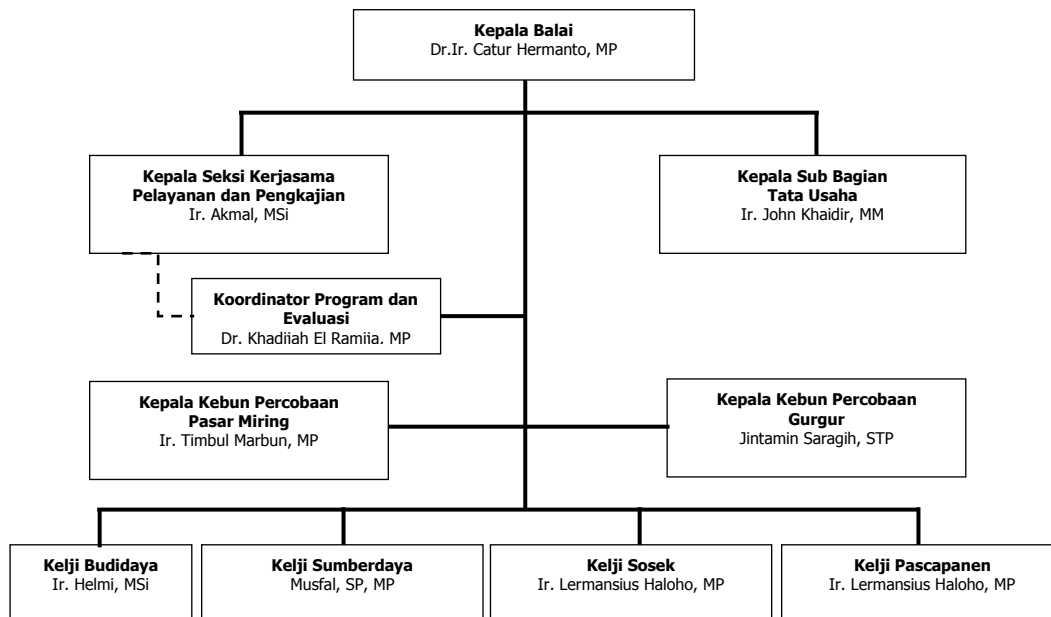 Kepala Balai
Dr.Ir. Catur Hermanto, MP
Kepala Seksi Kerjasama
Pelayanan dan Pengkajian
Ir. Akmal, MSi
Kepala Sub Bagian
Tata Usaha
Ir. John Khaidir, MM
Koordinator Program dan
Evaluasi
Dr. Khadijah El Ramija, MP
Kepala Kebun Percobaan
Pasar Miring
Ir. Timbul Marbun, MP
Kepala Kebun Percobaan
Gurgur
Jintamin Saragih, STP
Kelji Budidaya
Ir. Helmi, MSi
Kelji Sumberdaya
Musfal, SP, MP
Kelji Sosek
Ir. Lermansius Haloho, MP
Kelji Pascapanen
Ir. Lermansius Haloho, MP